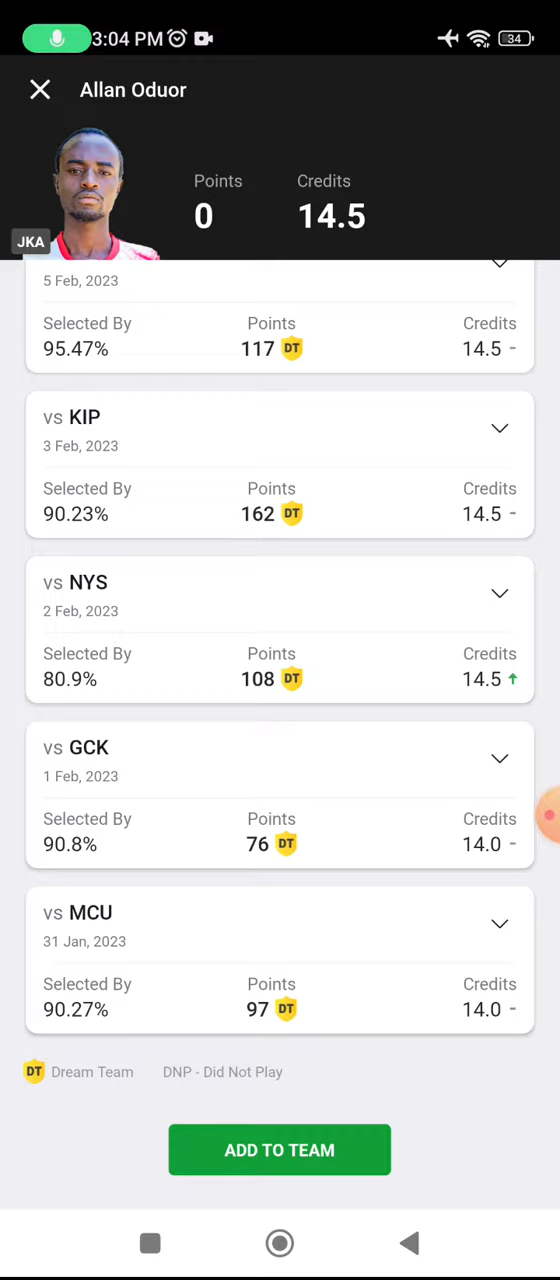 3:04 PM
34
Allan Oduor
Points Credits
0 14.5
JKA
5 Feb, 2023
Selected By Points Credits
95.47% 117 DT 14.5 -
vs KIP
3 Feb, 2023
Selected By Points Credits
90.23% 162 DT 14.5 -
vs NYS
2 Feb, 2023
Selected By Points Credits
80.9% 108 DT 14.5 ↑
vs GCK
1 Feb, 2023
Selected By Points Credits
90.8% 76 DT 14.0 -
vs MCU
31 Jan, 2023
Selected By Points Credits
90.27% 97 DT 14.0 -
DT Dream Team DNP - Did Not Play
ADD TO TEAM